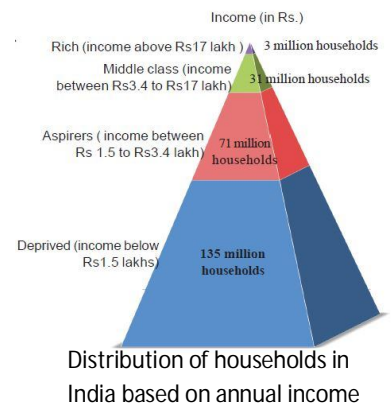 Income (in Rs.)
Rich (income above Rs17 lakh )
3 million households
Middle class (income
between Rs3.4 to Rs17 lakh)
31 million households
Aspirers ( income between
Rs 1.5 to Rs3.4 lakh)
71 million
households
Deprived (income below
Rs1.5 lakhs)
135 million
households
Distribution of households in
India based on annual income